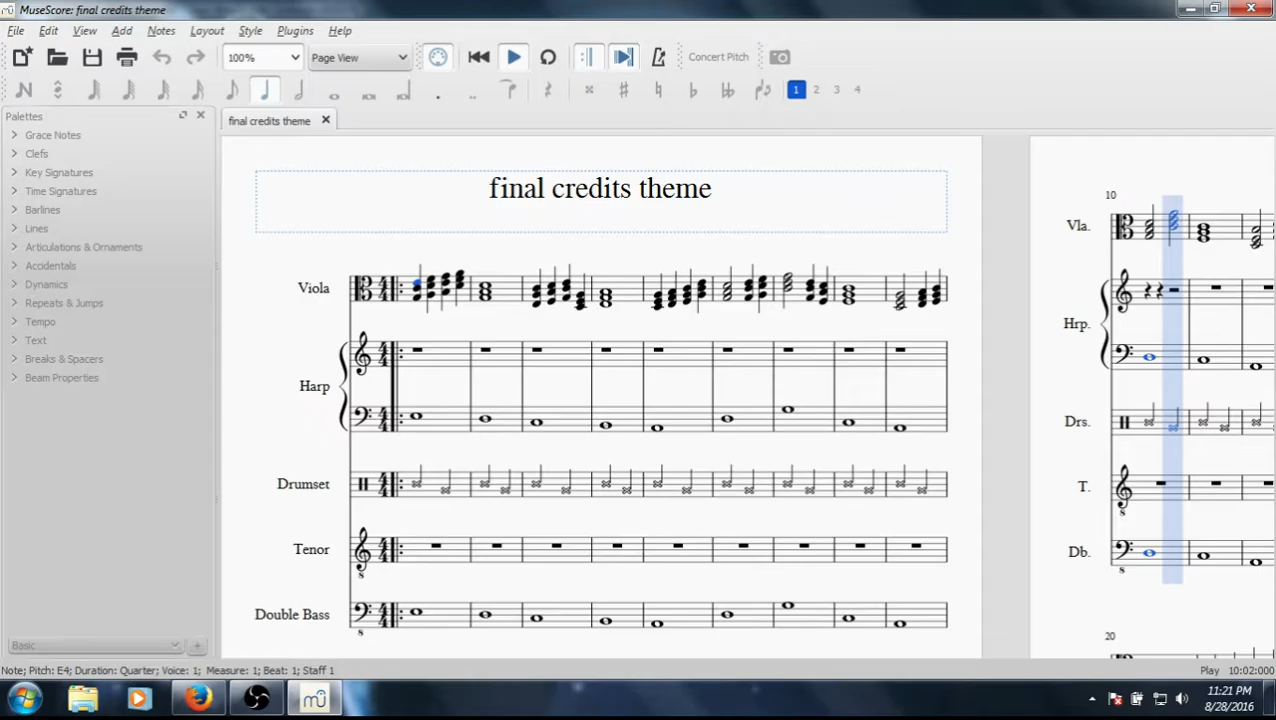 MuseScore: final credits theme
File Edit View Add Notes Layout Style Plugins Help
100% Page View Concert Pitch
1 2 3 4
Palettes
final credits theme
Grace Notes
Clefs
Key Signatures
Time Signatures
Barlines
Lines
Articulations & Ornaments
Accidentals
Dynamics
Repeats & Jumps
Tempo
Text
Breaks & Spacers
Beam Properties
Basic
final credits theme
Viola
Harp
Drumset
Tenor
Double Bass
10
Vla.
Hrp.
Drs.
T.
Db.
20
Note; Pitch: E4; Duration: Quarter; Voice: 1; Measure: 1; Beat: 1; Staff 1
Play 10:02:000
11:21 PM
8/28/2016